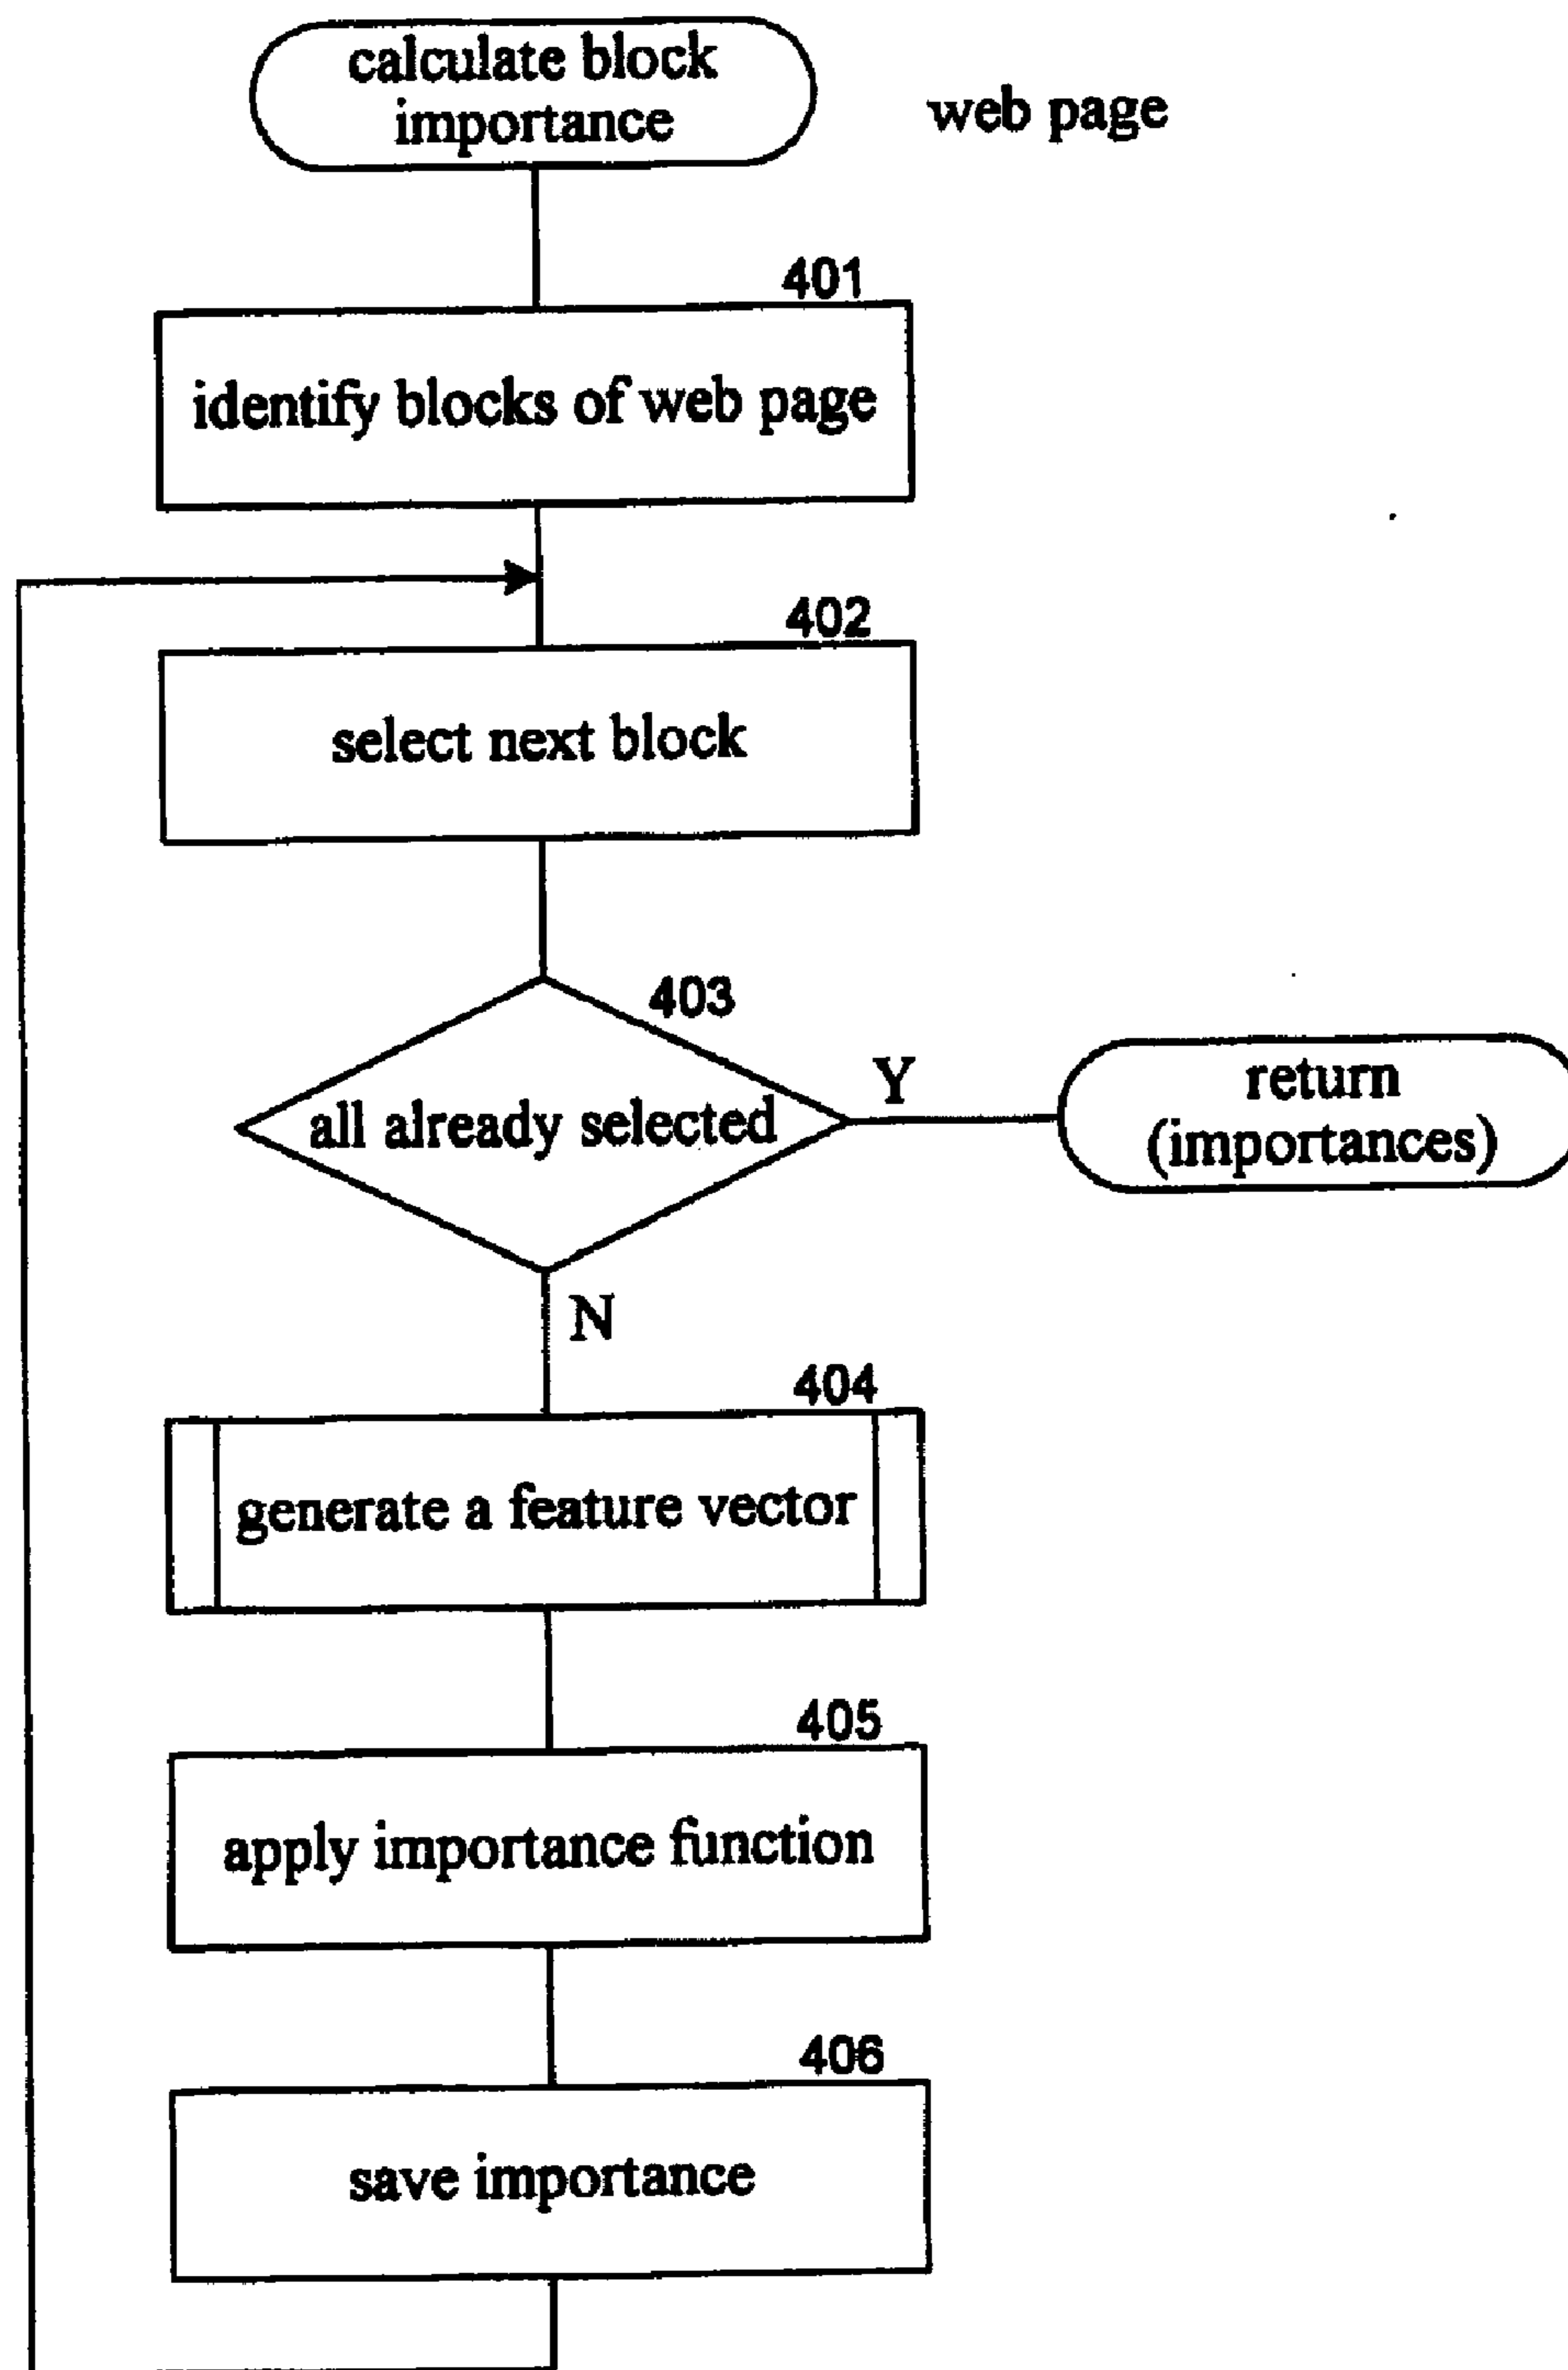 calculate block
importance
web page
401
identify blocks of web page
402
select next block
403
all already selected
Y
return
(importances)
N
404
generate a feature vector
405
apply importance function
406
save importance